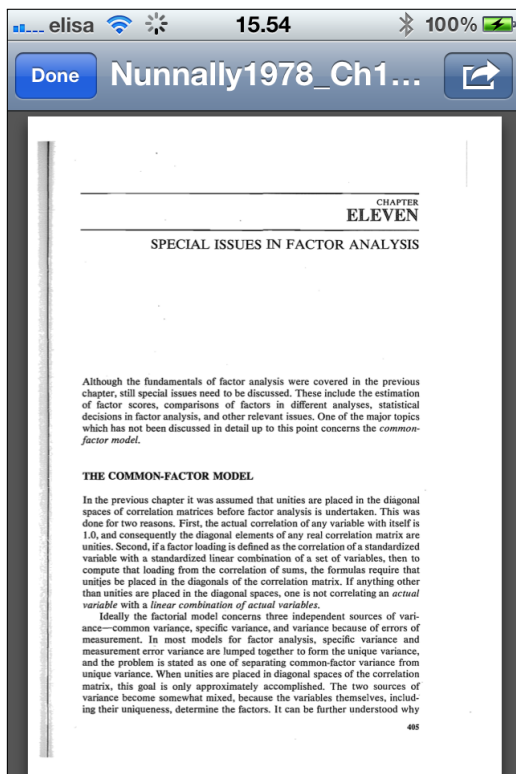 elisa 15.54 100%
Done Nunnally1978_Ch1... 
CHAPTER
ELEVEN
SPECIAL ISSUES IN FACTOR ANALYSIS
Although the fundamentals of factor analysis were covered in the previous
chapter, still special issues need to be discussed. These include the estimation
of factor scores, comparisons of factors in different analyses, statistical
decisions in factor analysis, and other relevant issues. One of the major topics
which has not been discussed in detail up to this point concerns the common-
factor model.
THE COMMON-FACTOR MODEL
In the previous chapter it was assumed that unities are placed in the diagonal
spaces of correlation matrices before factor analysis is undertaken. This was
done for two reasons. First, the actual correlation of any variable with itself is
1.0, and consequently the diagonal elements of any real correlation matrix are
unities. Second, if a factor loading is defined as the correlation of a standardized
variable with a standardized linear combination of a set of variables, then to
compute that loading from the correlation of sums, the formulas require that
unities be placed in the diagonals of the correlation matrix. If anything other
than unities are placed in the diagonal spaces, one is not correlating an actual
variable with a linear combination of actual variables.
Ideally the factorial model concerns three independent sources of vari-
ance—common variance, specific variance, and variance because of errors of
measurement. In most models for factor analysis, specific variance and
measurement error variance are lumped together to form the unique variance,
and the problem is stated as one of separating common-factor variance from
unique variance. When unities are placed in diagonal spaces of the correlation
matrix, this goal is only approximately accomplished. The two sources of
variance become somewhat mixed, because the variables themselves, includ-
ing their uniqueness, determine the factors. It can be further understood why
405